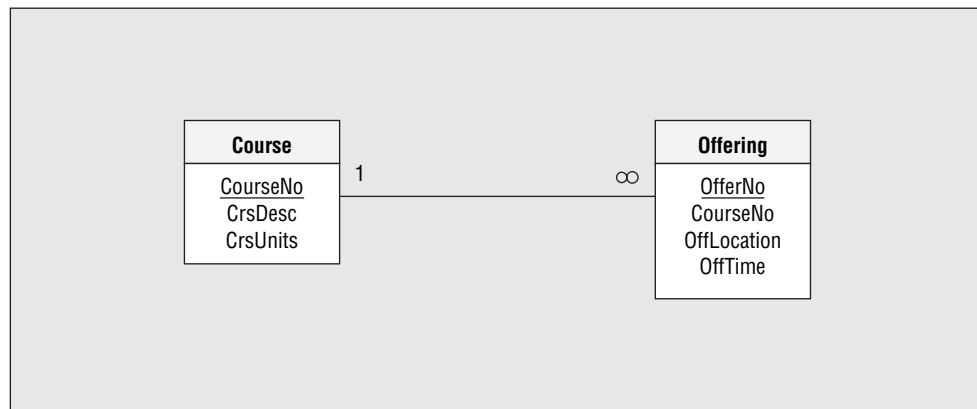 Course
CourseNo
CrsDesc
CrsUnits
1
∞
Offering
OfferNo
CourseNo
OffLocation
OffTime